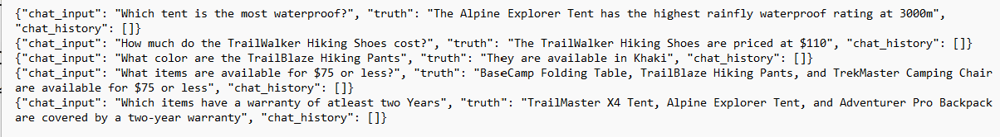 {"chat_input": "Which tent is the most waterproof?", "truth": "The Alpine Explorer Tent has the highest rainfly waterproof rating at 3000m",
"chat_history": []}
{"chat_input": "How much do the TrailWalker Hiking Shoes cost?", "truth": "The TrailWalker Hiking Shoes are priced at $110", "chat_history": []}
{"chat_input": "What color are the TrailBlaze Hiking Pants", "truth": "They are available in Khaki", "chat_history": []}
{"chat_input": "What items are available for $75 or less?", "truth": "BaseCamp Folding Table, TrailBlaze Hiking Pants, and TrekMaster Camping Chair
are available for $75 or less", "chat_history": []}
{"chat_input": "Which items have a warranty of atleast two Years", "truth": "TrailMaster X4 Tent, Alpine Explorer Tent, and Adventurer Pro Backpack
are covered by a two-year warranty", "chat_history": []}